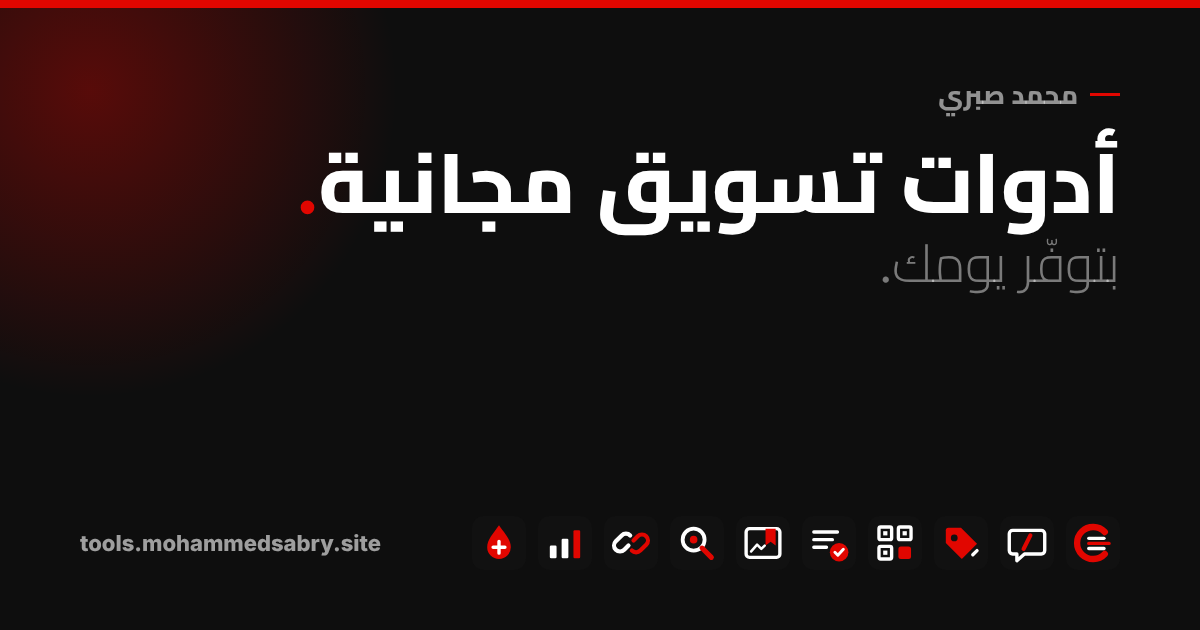 محمد صبري
أدوات تسويق مجانية.
بتوفّر يومك.
tools.mohammedsabry.site